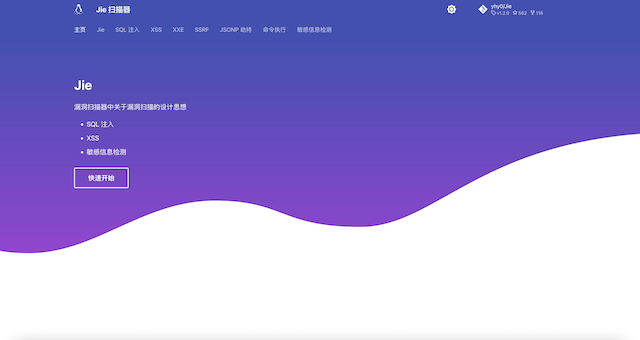 Jie 扫描器
yhy0/Jie
v1.2.0 582 116
主页 Jie SQL 注入 XSS XXE SSRF JSONP 劫持 命令执行 敏感信息检测
Jie
漏洞扫描器中关于漏洞扫描的设计思想
SQL 注入
XSS
敏感信息检测
快速开始